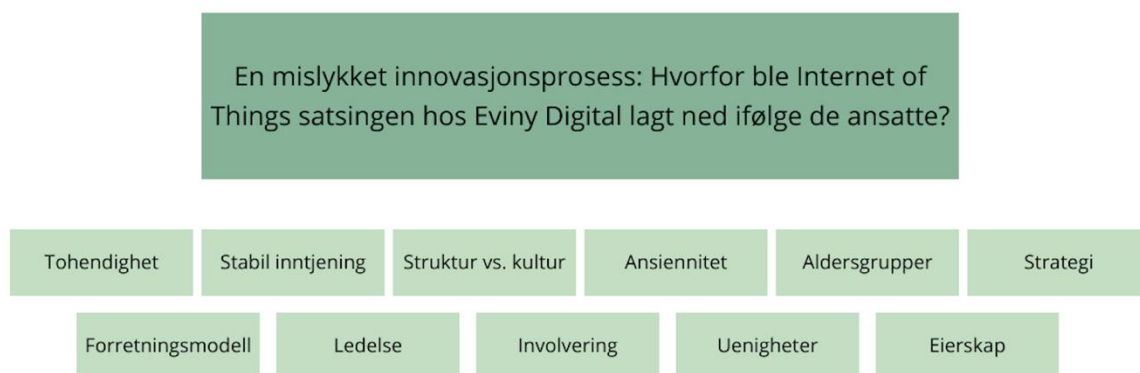 En mislykket innovasjonsprosess: Hvorfor ble Internet of
Things satsingen hos Eviny Digital lagt ned ifølge de ansatte?
Tohendighet
Stabil inntjening
Struktur vs. kultur
Ansiennitet
Aldersgrupper
Strategi
Forretningsmodell
Ledelse
Involvering
Uenigheter
Eierskap